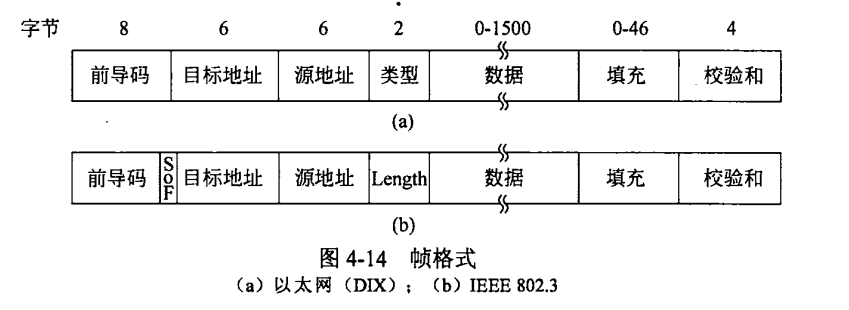 字节 8 6 6 2 0-1500 0-46 4
前导码 目标地址 源地址 类型 数据 填充 校验和
(a)
前导码 SoF 目标地址 源地址 Length 数据 填充 校验和
(b)
图 4-14 帧格式
（a）以太网（DIX）；（b）IEEE 802.3